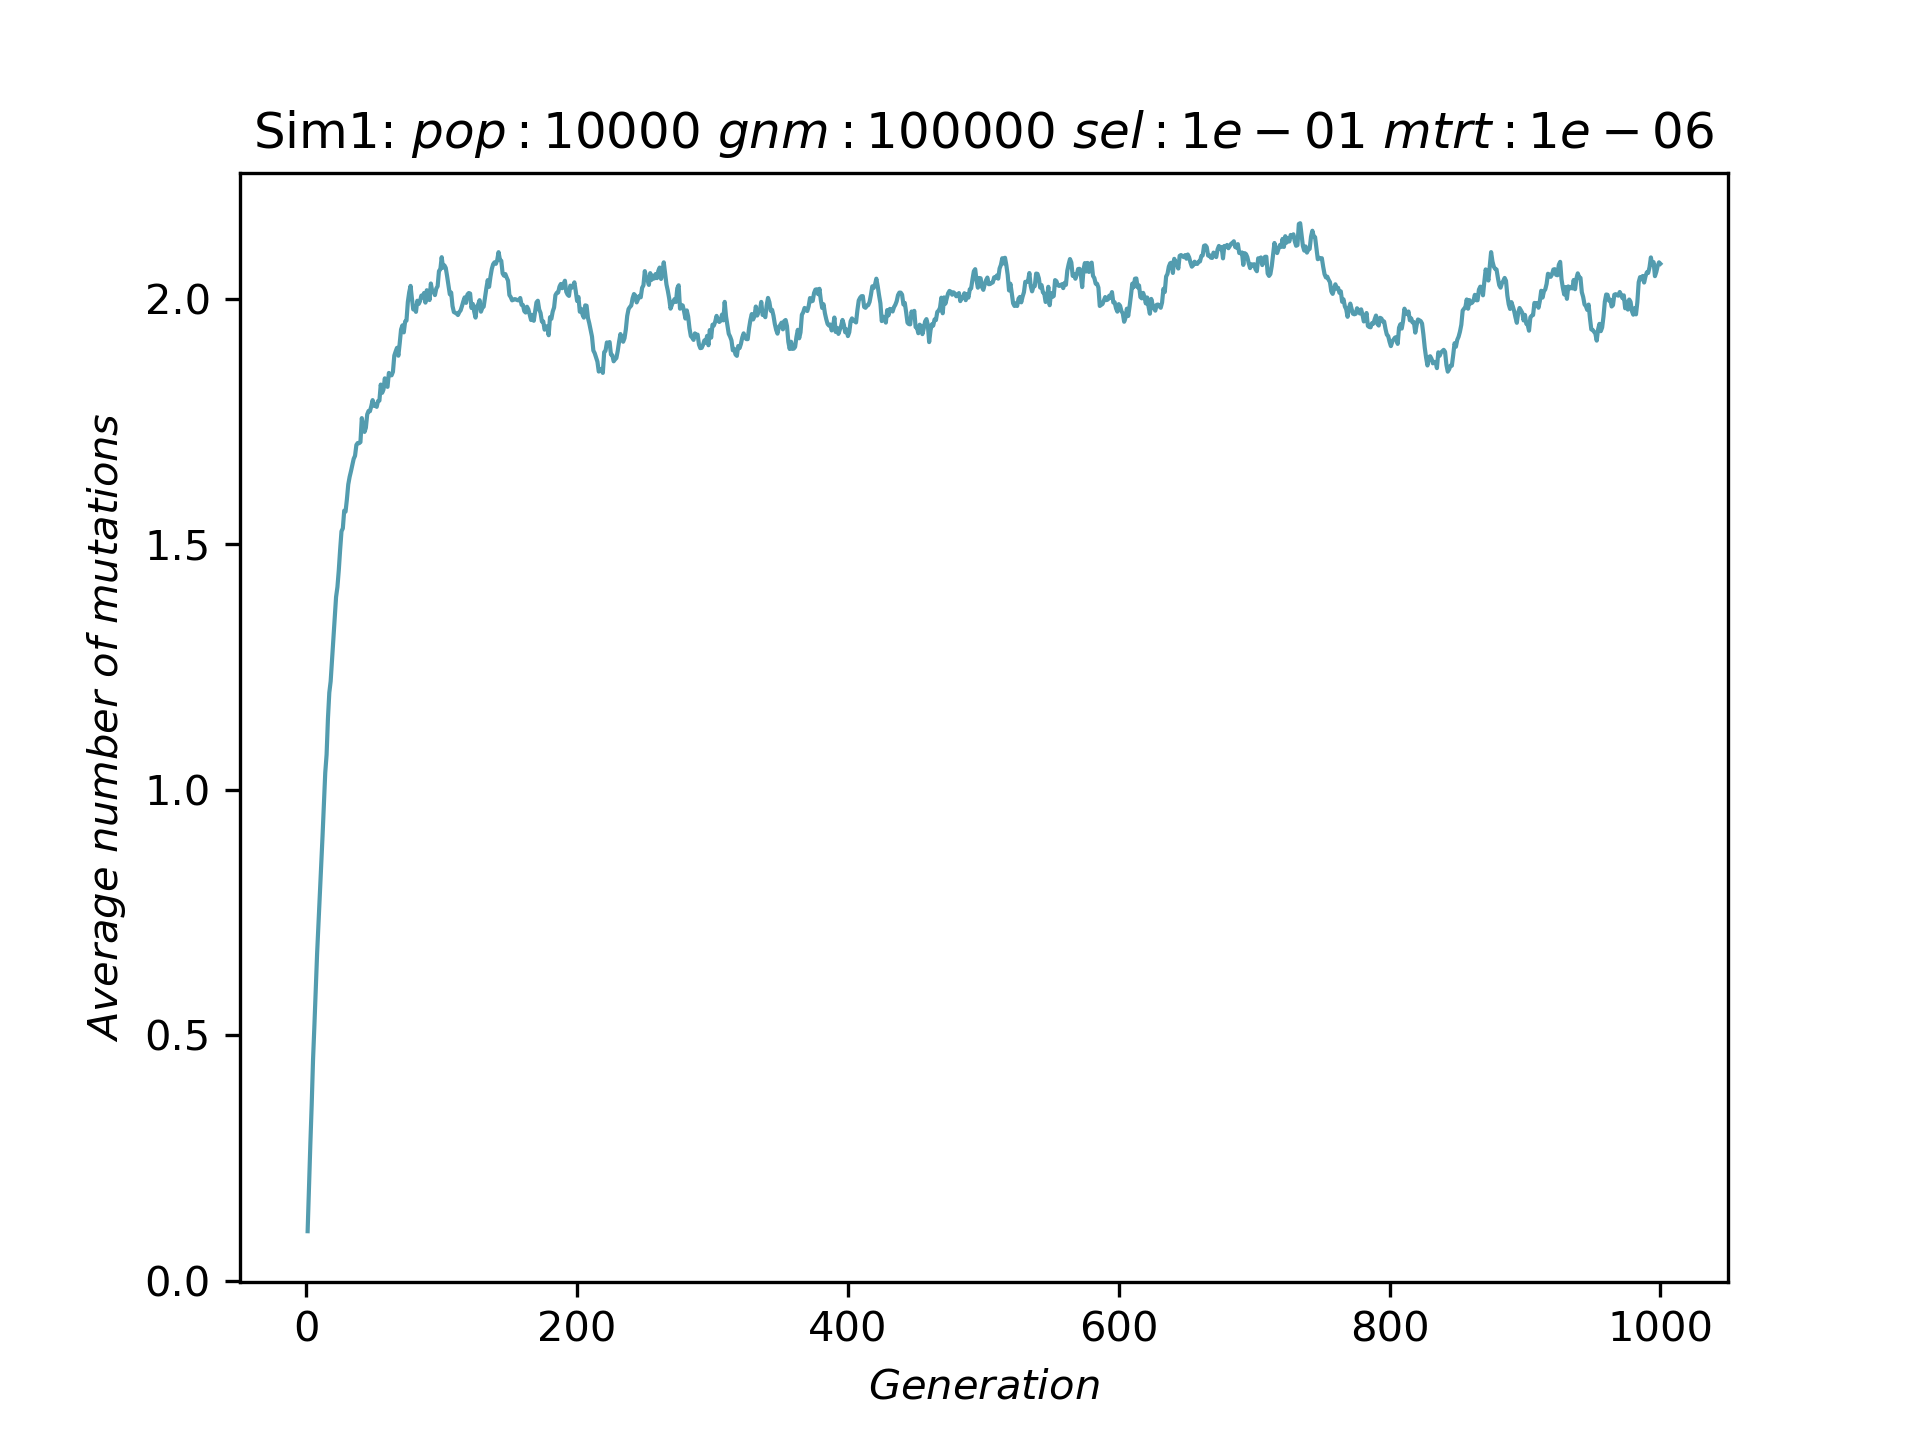 Sim1: pop : 10000 gnm : 100000 sel : 1e − 01 mtrt : 1e − 06
Average number of mutations
2.0
1.5
1.0
0.5
0.0
0 200 400 600 800 1000
Generation